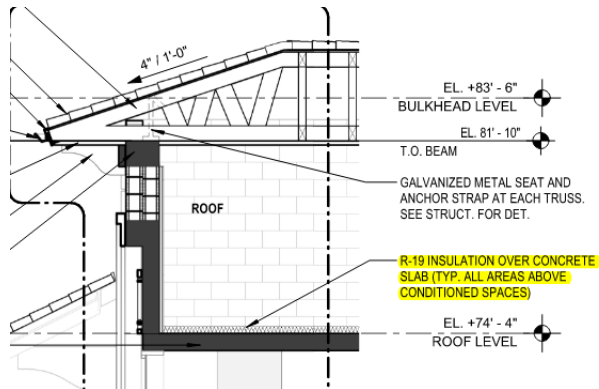 4" / 1'-0"
EL. +83' - 6"
BULKHEAD LEVEL
EL. 81' - 10"
T.O. BEAM
GALVANIZED METAL SEAT AND
ANCHOR STRAP AT EACH TRUSS.
SEE STRUCT. FOR DET.
ROOF
R-19 INSULATION OVER CONCRETE
SLAB (TYP. ALL AREAS ABOVE
CONDITIONED SPACES)
EL. +74' - 4"
ROOF LEVEL